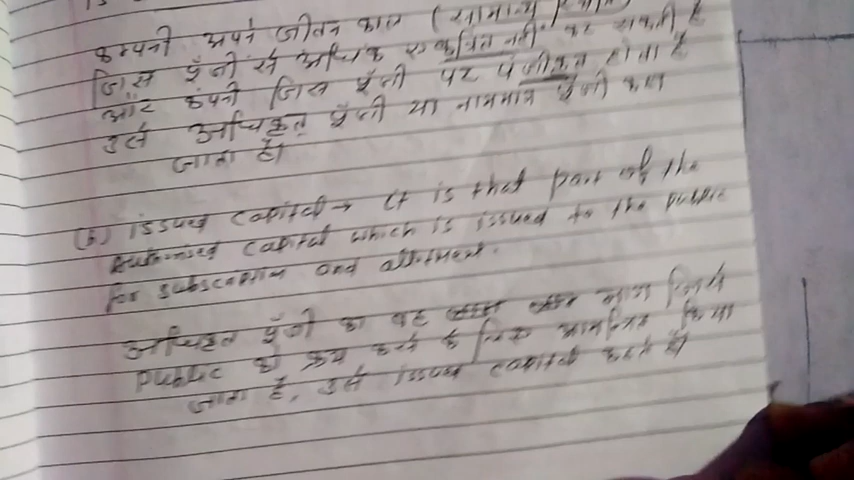 कम्पनी अपने जीवन काल (सामान्य
जिस पूँजी से अधिक एकत्रित नहीं कर सकती है
और कंपनी जिस पूँजी पर पंजीकृत होता है
उसे अधिकृत पूँजी या नाममात्र पूँजी कहा
जाता है।
(b) issued capital → It is that part of the
authorised capital which is issued to the public
for subscription and allotment.
अधिकृत पूँजी का वह भाग जिसे
public को क्रय करने के लिए आमंत्रित किया
जाता है, उसे issued capital कहते हैं